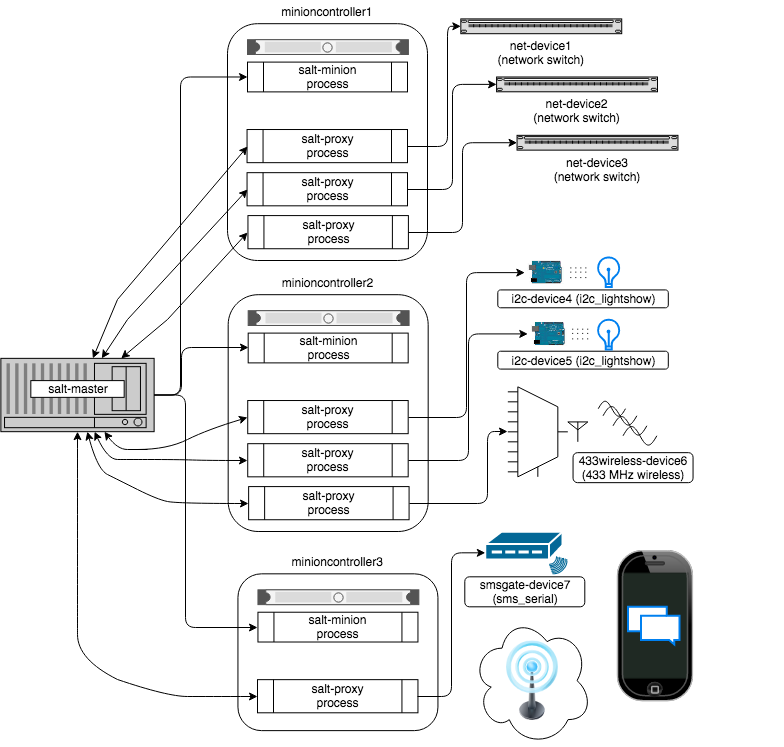 minioncontroller1
salt-minion
process
salt-proxy
process
salt-proxy
process
salt-proxy
process
net-device1
(network switch)
net-device2
(network switch)
net-device3
(network switch)
minioncontroller2
salt-minion
process
salt-proxy
process
salt-proxy
process
salt-proxy
process
i2c-device4 (i2c_lightshow)
i2c-device5 (i2c_lightshow)
433wireless-device6
(433 MHz wireless)
salt-master
minioncontroller3
salt-minion
process
salt-proxy
process
smsgate-device7
(sms_serial)